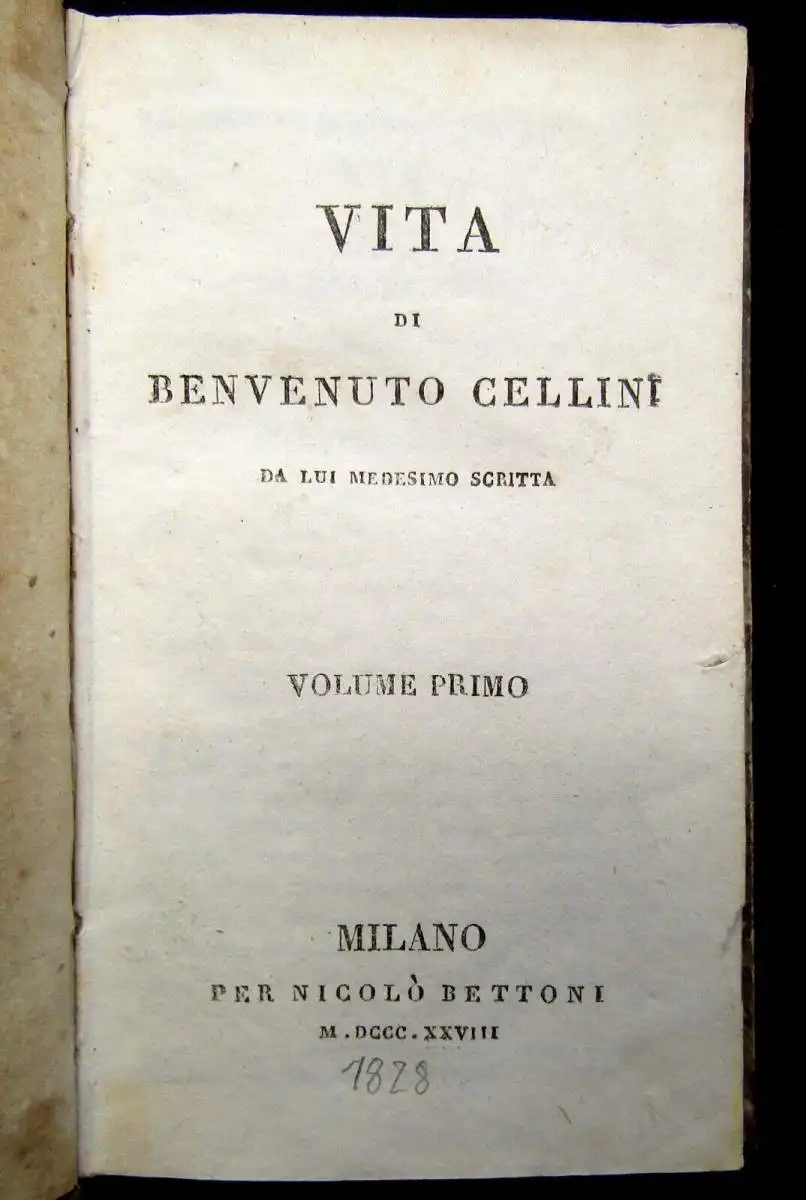 VITA
DI
BENVENUTO CELLINI
DA LUI MEDESIMO SCRITTA
VOLUME PRIMO
MILANO
PER NICOLÒ BETTONI
M.DCCC.XXVIII
1828